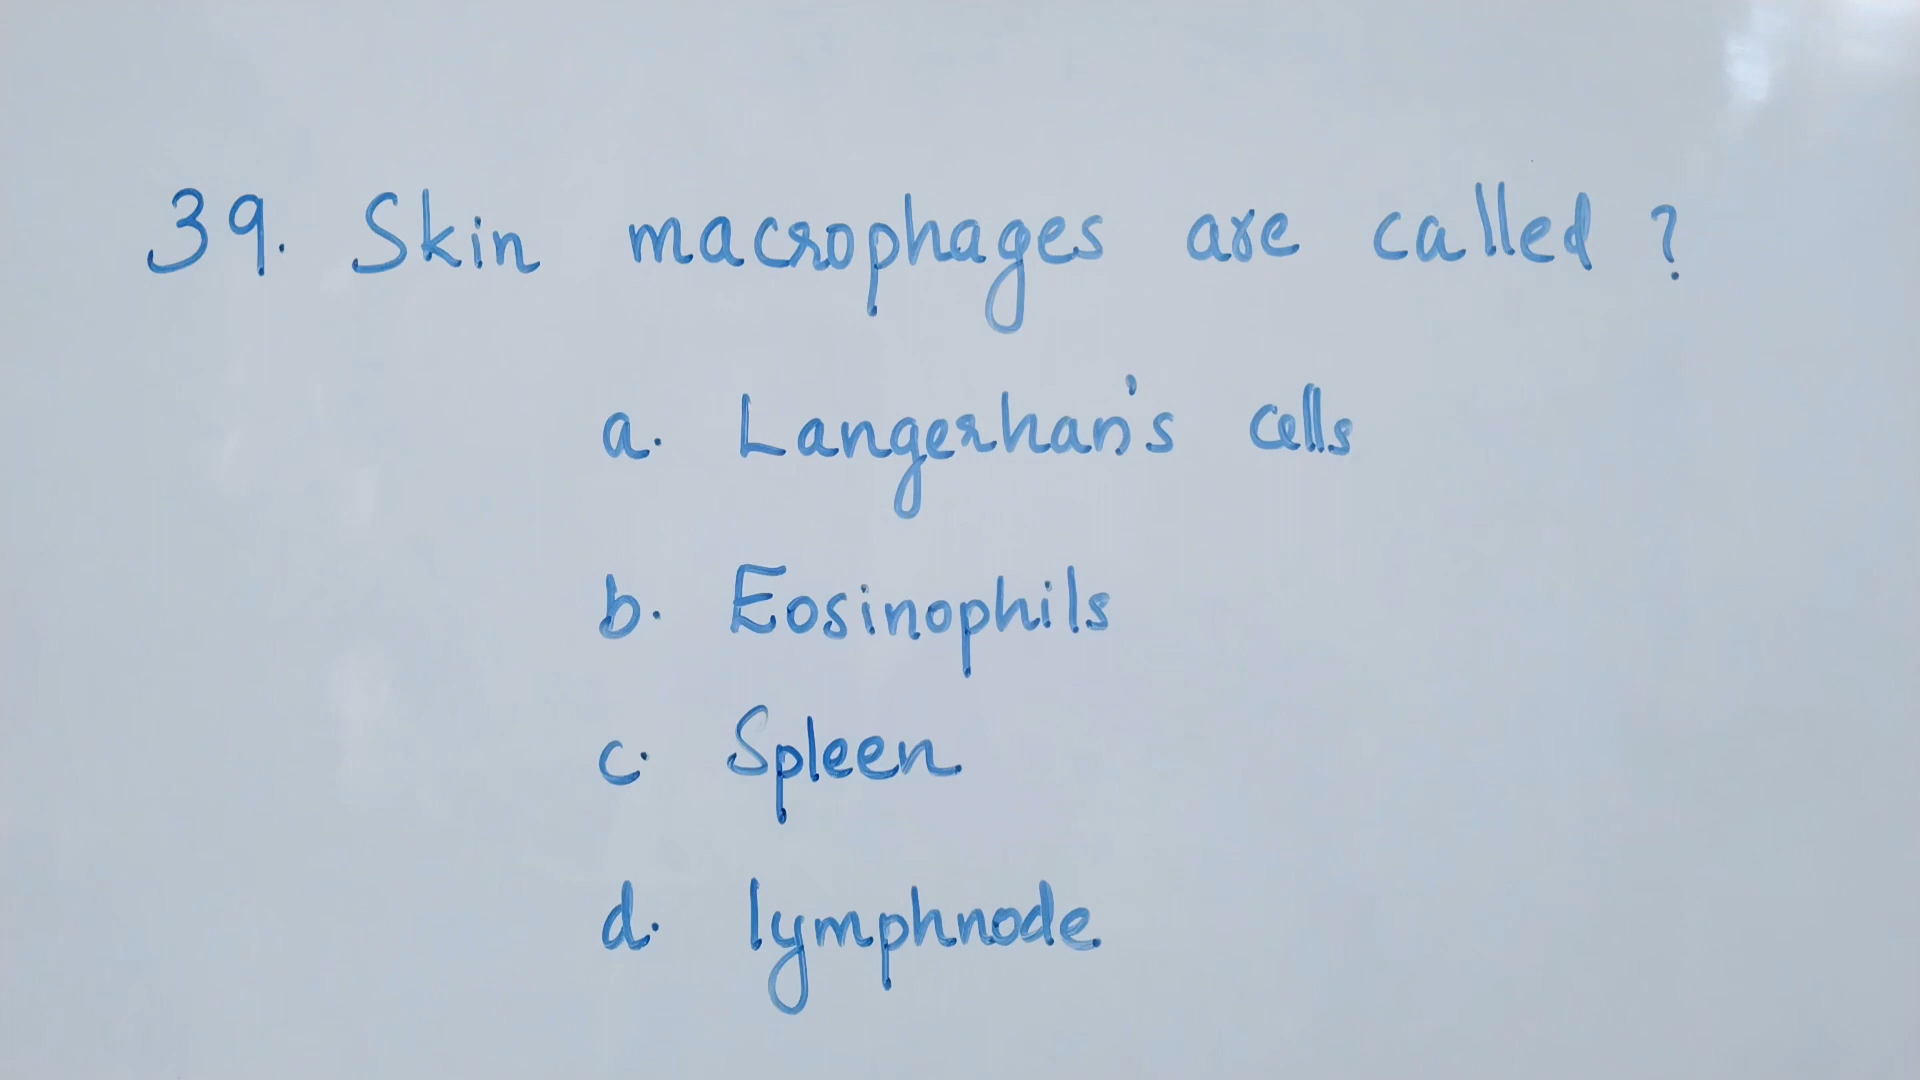 39. Skin macrophages are called ?
a. Langerhan's cells
b. Eosinophils
c. Spleen
d. lymphnode